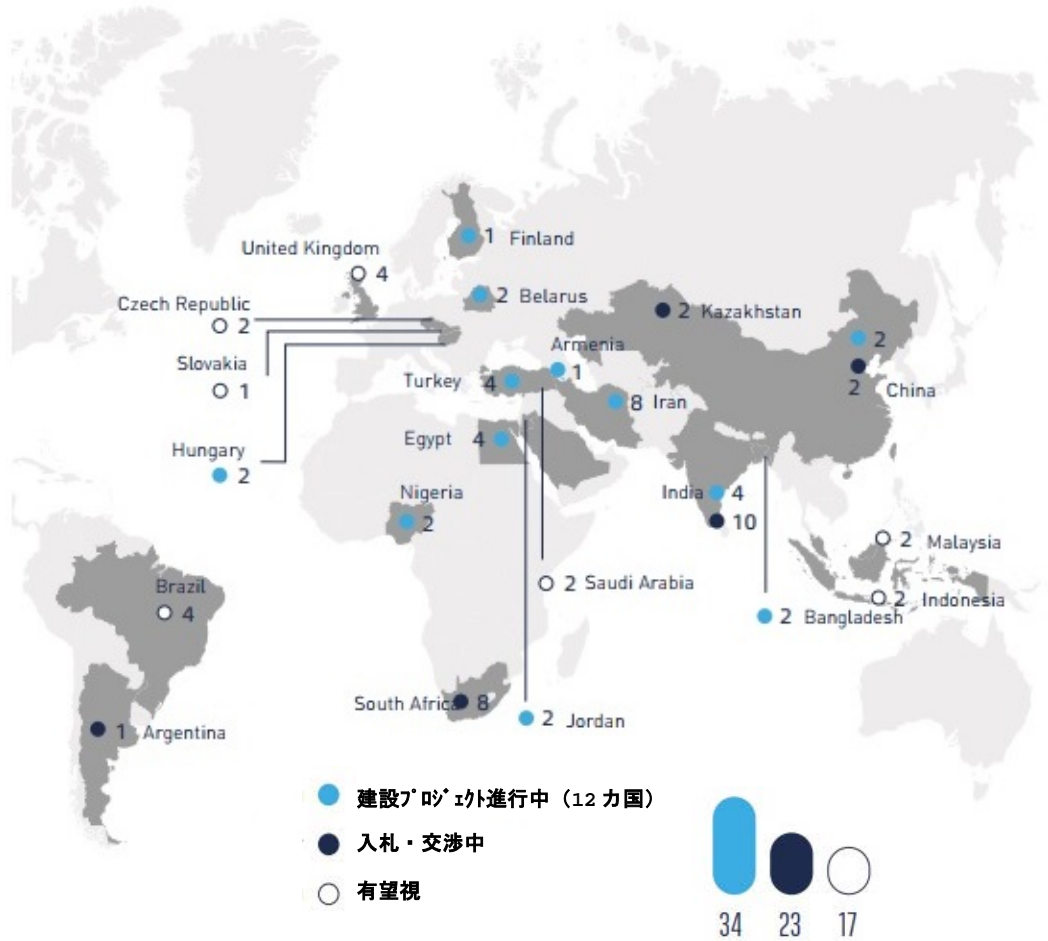 1 Finland
United Kingdom
4
2 Belarus
Czech Republic
2
2 Kazakhstan
Armenia
1
2
Slovakia
1
Turkey 4
8 Iran
2
China
Egypt 4
Hungary
2
Nigeria
2
India 4
10
2 Malaysia
Brazil
4
2 Saudi Arabia
2 Indonesia
2 Bangladesh
South Africa 8
2 Jordan
1 Argentina
建設ﾌﾟﾛｼﾞｪｸﾄ進行中（12 カ国）
入札・交渉中
有望視
34 23 17